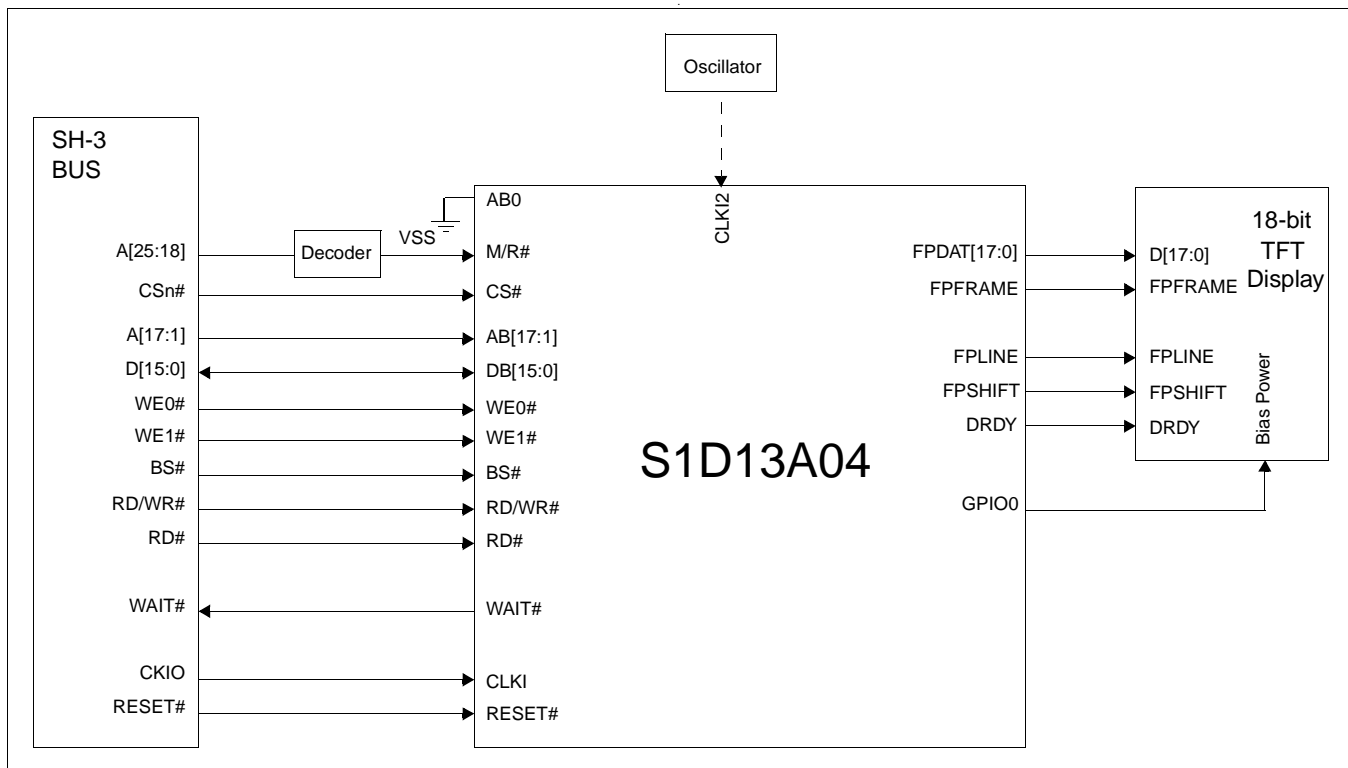 Oscillator
SH-3
BUS
A[25:18]
CSn#
A[17:1]
D[15:0]
WE0#
WE1#
BS#
RD/WR#
RD#
WAIT#
CKIO
RESET#
Decoder
VSS
AB0
M/R#
CS#
AB[17:1]
DB[15:0]
WE0#
WE1#
BS#
RD/WR#
RD#
WAIT#
CLKI
RESET#
CLKI2
S1D13A04
FPDAT[17:0]
FPFRAME
FPLINE
FPSHIFT
DRDY
GPIO0
18-bit
TFT
Display
D[17:0]
FPFRAME
FPLINE
FPSHIFT
DRDY
Bias Power